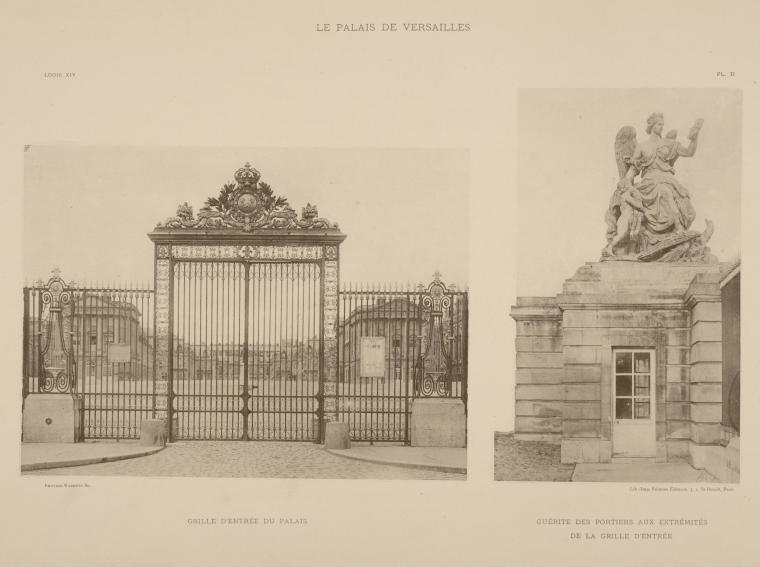 LE PALAIS DE VERSAILLES
LOUIS XIV
PL. II
GRILLE D'ENTRÉE DU PALAIS
GUÉRITE DES PORTIERS AUX EXTRÉMITÉS
DE LA GRILLE D'ENTRÉE